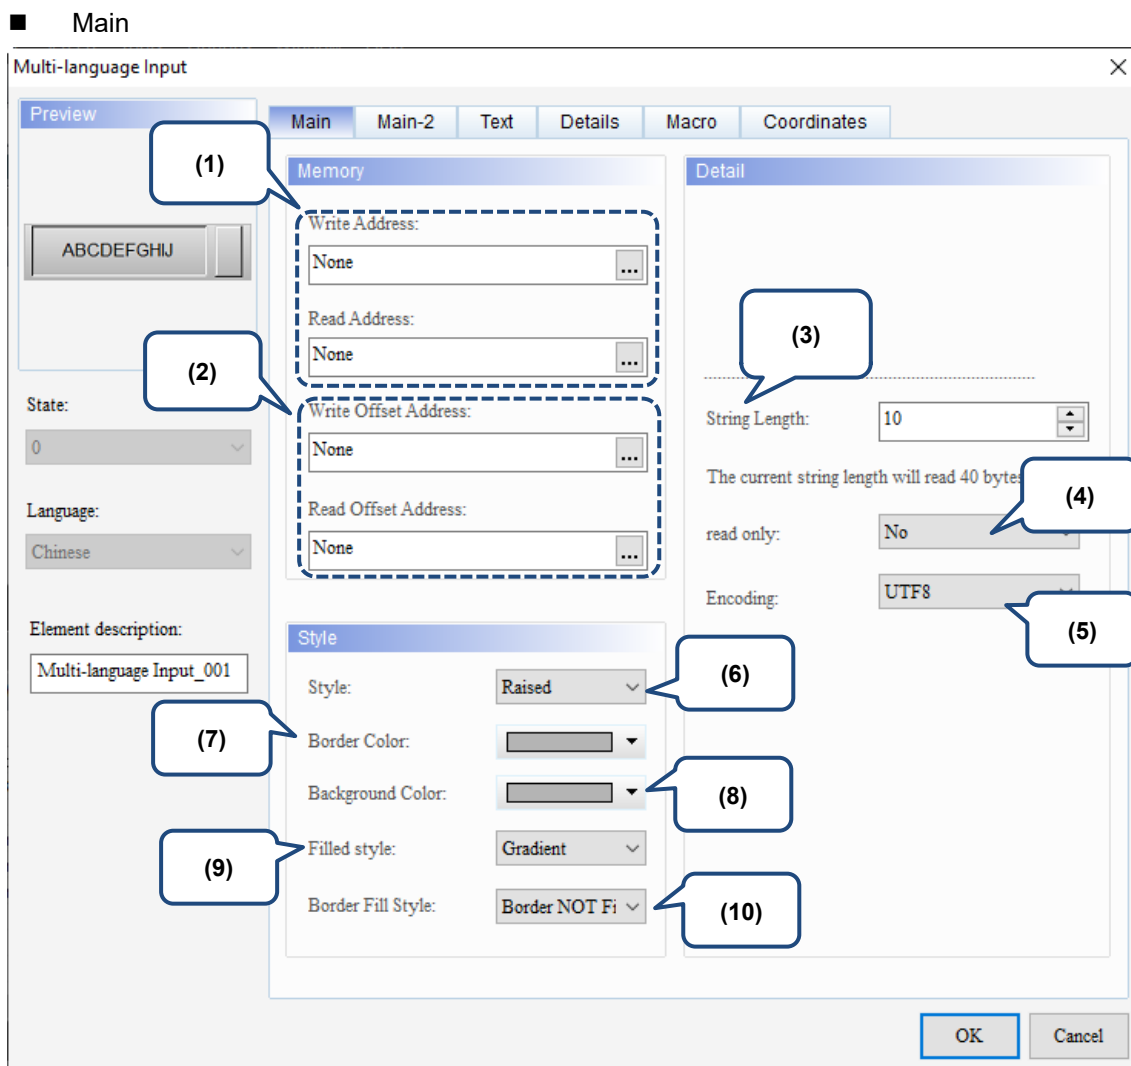 ■ Main
Multi-language Input
Preview
ABCDEFGHIJ
State:
0
Language:
Chinese
Element description:
Multi-language Input_001
Main Main-2 Text Details Macro Coordinates
(1)
Memory
Write Address:
None
...
Read Address:
None
...
(2)
Write Offset Address:
None
...
Read Offset Address:
None
...
Style
Style:
Raised
(6)
(7)
Border Color:
Background Color:
(8)
(9)
Filled style:
Gradient
Border Fill Style:
Border NOT Fi
(10)
Detail
(3)
String Length:
10
The current string length will read 40 bytes
(4)
read only:
No
Encoding:
UTF8
(5)
OK
Cancel